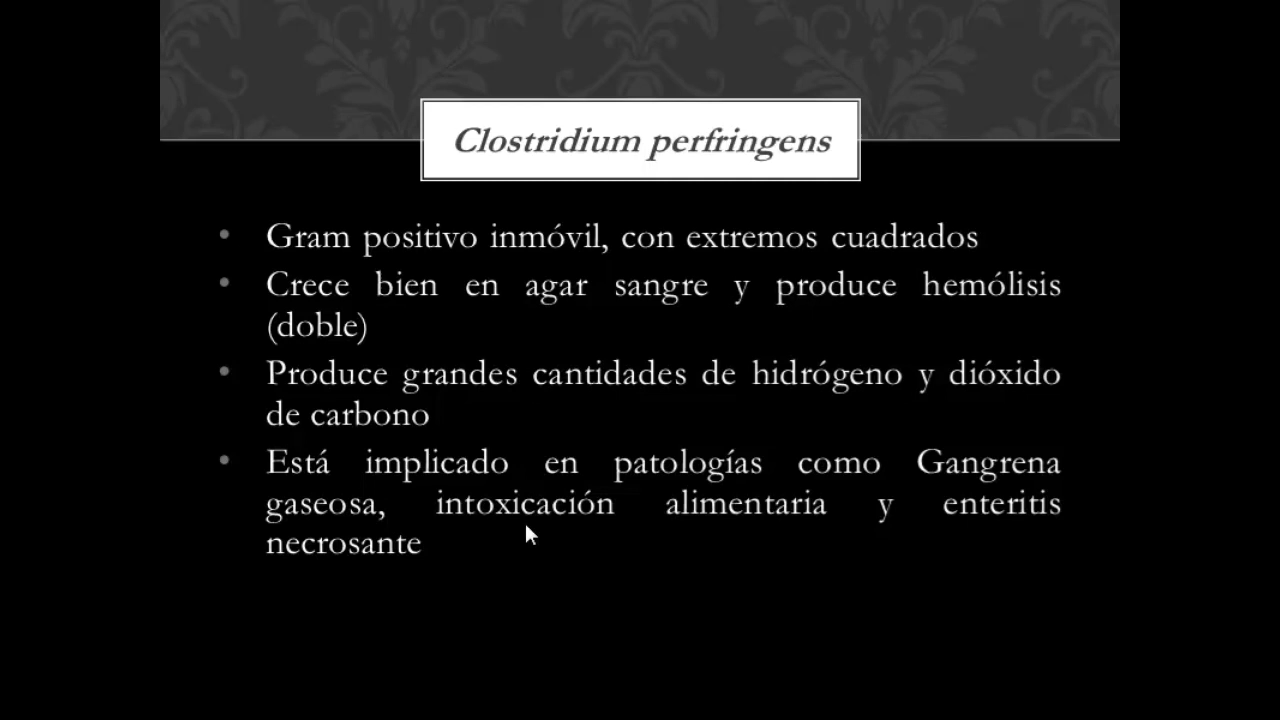 Clostridium perfringens
• Gram positivo inmóvil, con extremos cuadrados
• Crece bien en agar sangre y produce hemólisis
(doble)
• Produce grandes cantidades de hidrógeno y dióxido
de carbono
• Está implicado en patologías como Gangrena
gaseosa, intoxicación alimentaria y enteritis
necrosante